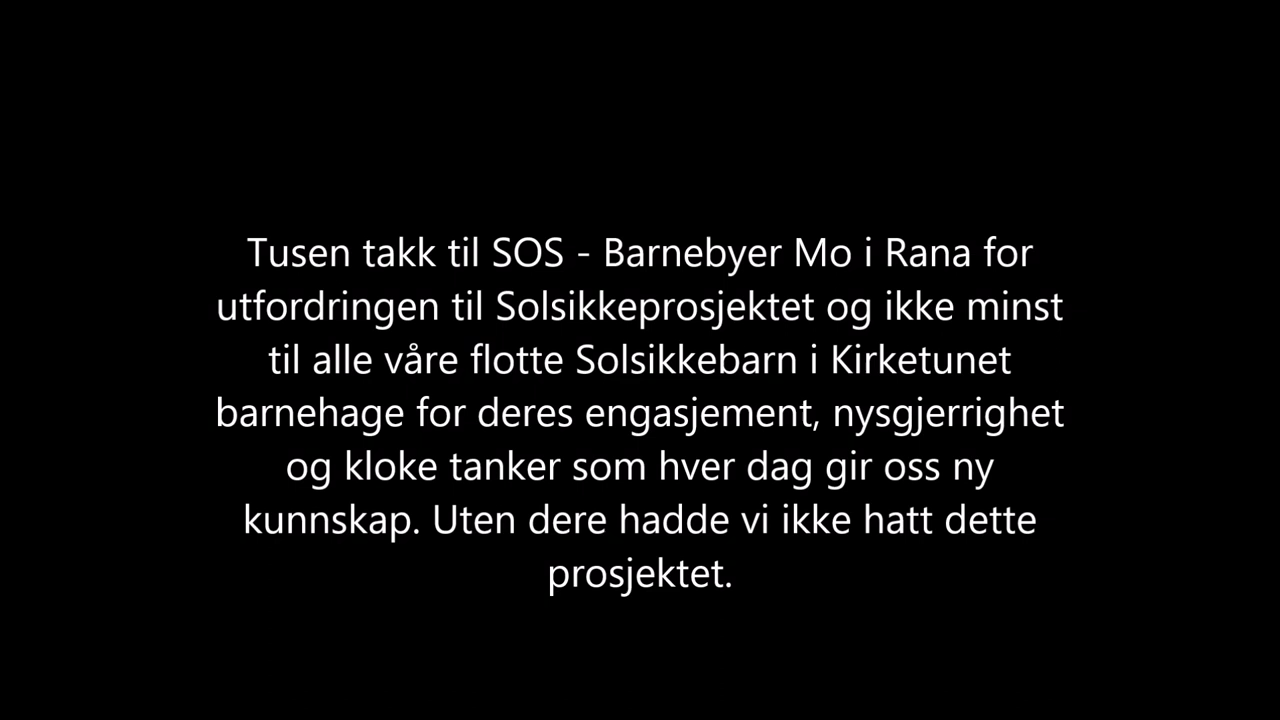 Tusen takk til SOS - Barnebyer Mo i Rana for
utfordringen til Solsikkeprosjektet og ikke minst
til alle våre flotte Solsikkebarn i Kirketunet
barnehage for deres engasjement, nysgjerrighet
og kloke tanker som hver dag gir oss ny
kunnskap. Uten dere hadde vi ikke hatt dette
prosjektet.